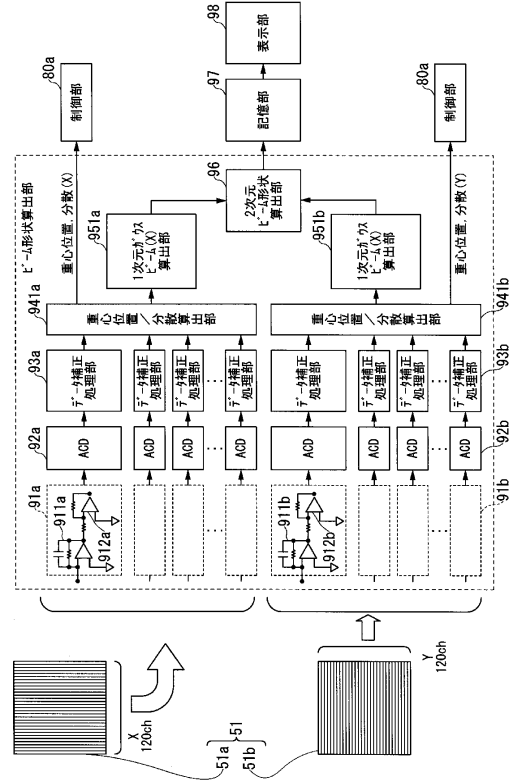 98
表示部
97
記憶部
80a
制御部
80a
制御部
ビーム形状算出部
重心位置、分散(X)
96
2次元
ビーム形状
算出部
重心位置、分散(Y)
951a
1次元ガウス
ビーム(X)
算出部
951b
1次元ガウス
ビーム(X)
算出部
941a
重心位置/分散算出部
941b
重心位置/分散算出部
93a
データ補正
処理部
データ補正
処理部
データ補正
処理部
データ補正
処理部
データ補正
処理部
データ補正
処理部
データ補正
処理部
データ補正
処理部
93b
92a
ACD
ACD
ACD
ACD
ACD
ACD
ACD
ACD
92b
91a
911a
912a
911b
912b
91b
X
120ch
Y
120ch
51
51a
51b